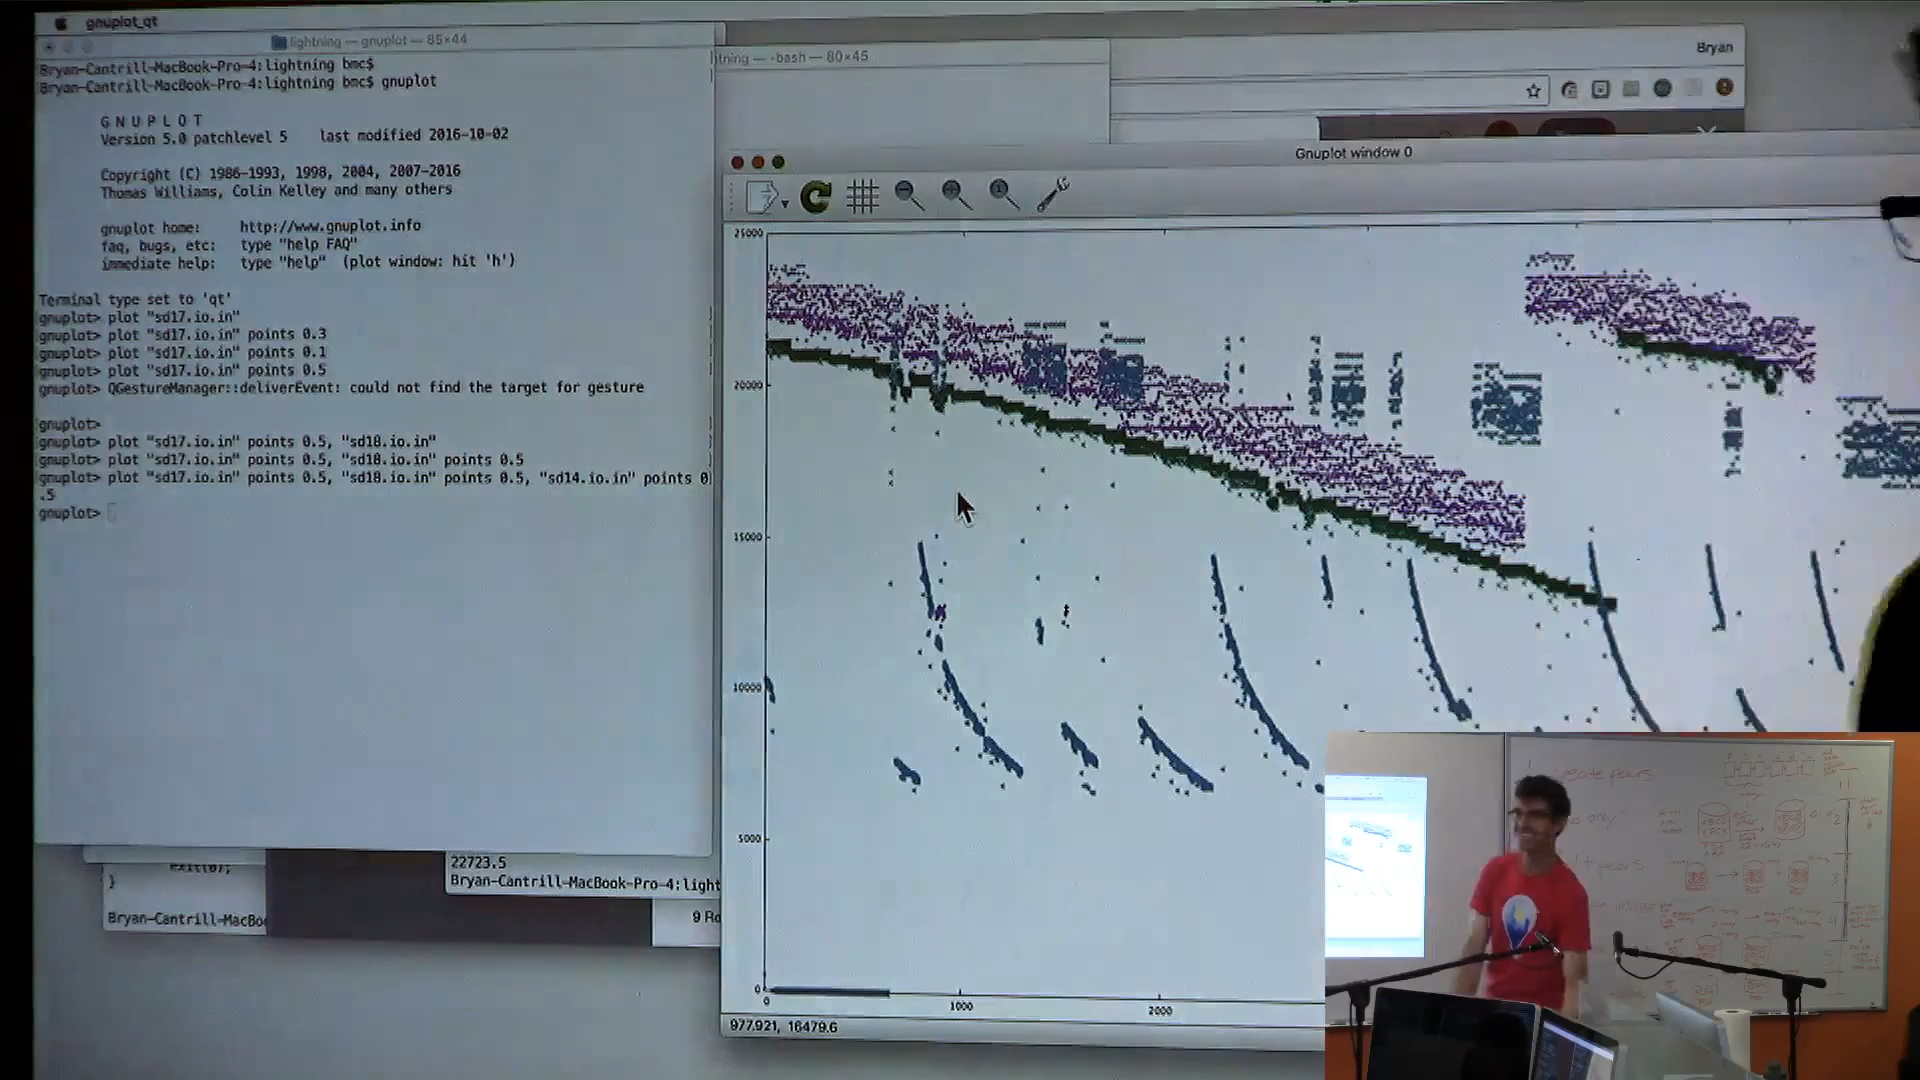 gnuplot_qt
lightning — gnuplot — 85×44
Bryan-Cantrill-MacBook-Pro-4:lightning bmc$
Bryan-Cantrill-MacBook-Pro-4:lightning bmc$ gnuplot
G N U P L O T
Version 5.0 patchlevel 5    last modified 2016-10-02
Copyright (C) 1986-1993, 1998, 2004, 2007-2016
Thomas Williams, Colin Kelley and many others
gnuplot home:     http://www.gnuplot.info
faq, bugs, etc:   type "help FAQ"
immediate help:   type "help"  (plot window: hit 'h')
Terminal type set to 'qt'
gnuplot> plot "sd17.io.in"
gnuplot> plot "sd17.io.in" points 0.3
gnuplot> plot "sd17.io.in" points 0.1
gnuplot> plot "sd17.io.in" points 0.5
gnuplot> QGestureManager::deliverEvent: could not find the target for gesture
gnuplot>
gnuplot> plot "sd17.io.in" points 0.5, "sd18.io.in"
gnuplot> plot "sd17.io.in" points 0.5, "sd18.io.in" points 0.5
gnuplot> plot "sd17.io.in" points 0.5, "sd18.io.in" points 0.5, "sd14.io.in" points 0
.5
gnuplot>
exit(0);
}
Bryan-Cantrill-MacBo
22723.5
Bryan-Cantrill-MacBook-Pro-4:light
9 Ro
tning — -bash — 80×45
Bryan
Gnuplot window 0
25000
20000
15000
10000
5000
0
0
1000
2000
977.921, 16479.6